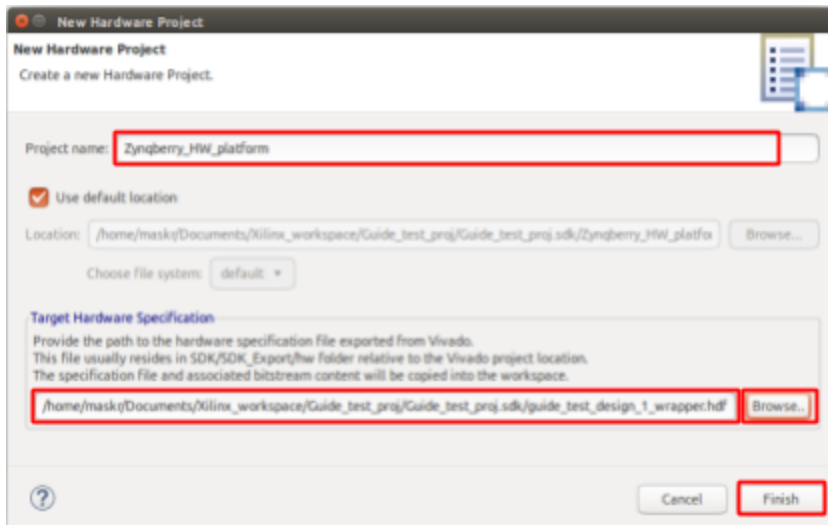 New Hardware Project
New Hardware Project
Create a new Hardware Project.
Project name: Zynqberry_HW_platform
Use default location
Location: /home/maskr/Documents/Xilinx_workspace/Guide_test_proj/Guide_test_proj.sdk/Zynqberry_HW_platfor Browse...
Choose file system: default
Target Hardware Specification
Provide the path to the hardware specification file exported from Vivado.
This file usually resides in SDK/SDK_Export/hw folder relative to the Vivado project location.
The specification file and associated bitstream content will be copied into the workspace.
/home/maskr/Documents/Xilinx_workspace/Guide_test_proj/Guide_test_proj.sdk/guide_test_design_1_wrapper.hdf Browse..
? Cancel Finish